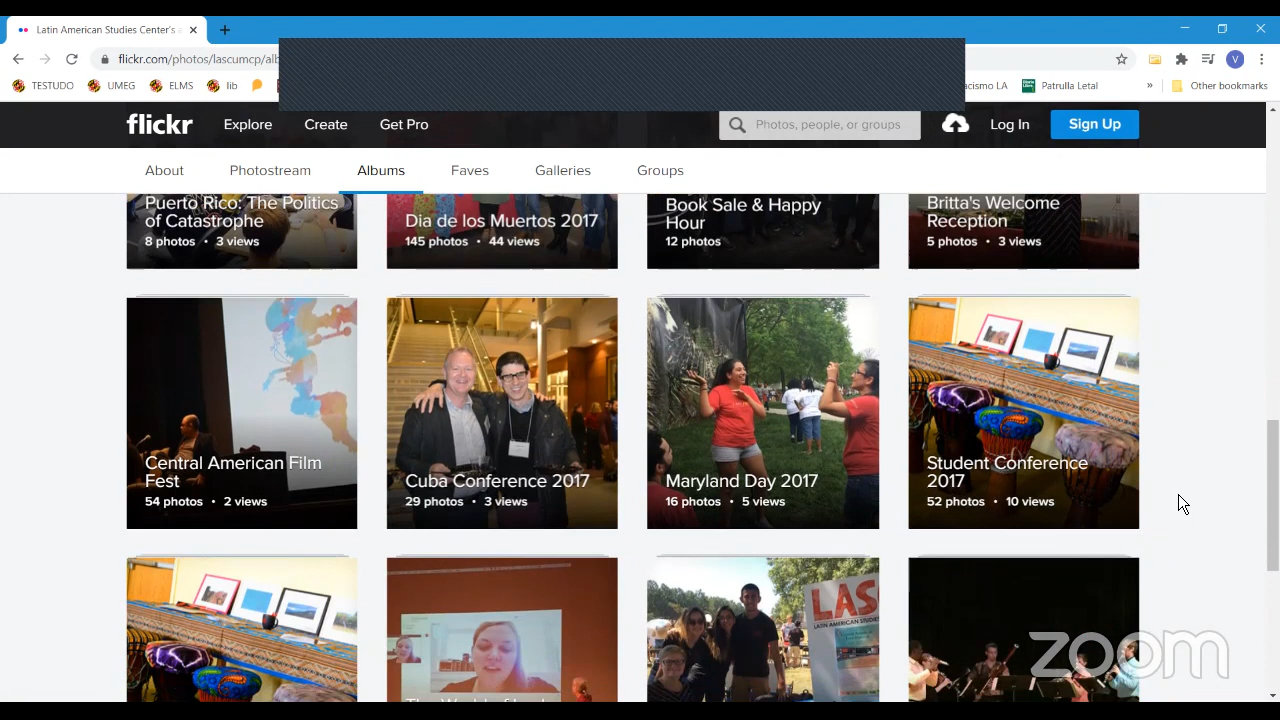 Latin American Studies Center's a
flickr.com/photos/lascumcp/alb
TESTUDO UMEG ELMS lib
acismo LA Patrulla Letal » Other bookmarks
V
flickr Explore Create Get Pro
Photos, people, or groups
Log In Sign Up
About Photostream Albums Faves Galleries Groups
Puerto Rico: The Politics
of Catastrophe
8 photos • 3 views
Dia de los Muertos 2017
145 photos • 44 views
Book Sale & Happy
Hour
12 photos
Britta's Welcome
Reception
5 photos • 3 views
Central American Film
Fest
54 photos • 2 views
Cuba Conference 2017
29 photos • 3 views
Maryland Day 2017
16 photos • 5 views
Student Conference
2017
52 photos • 10 views
LAS
LATIN AMERICAN STUDIES
zoom